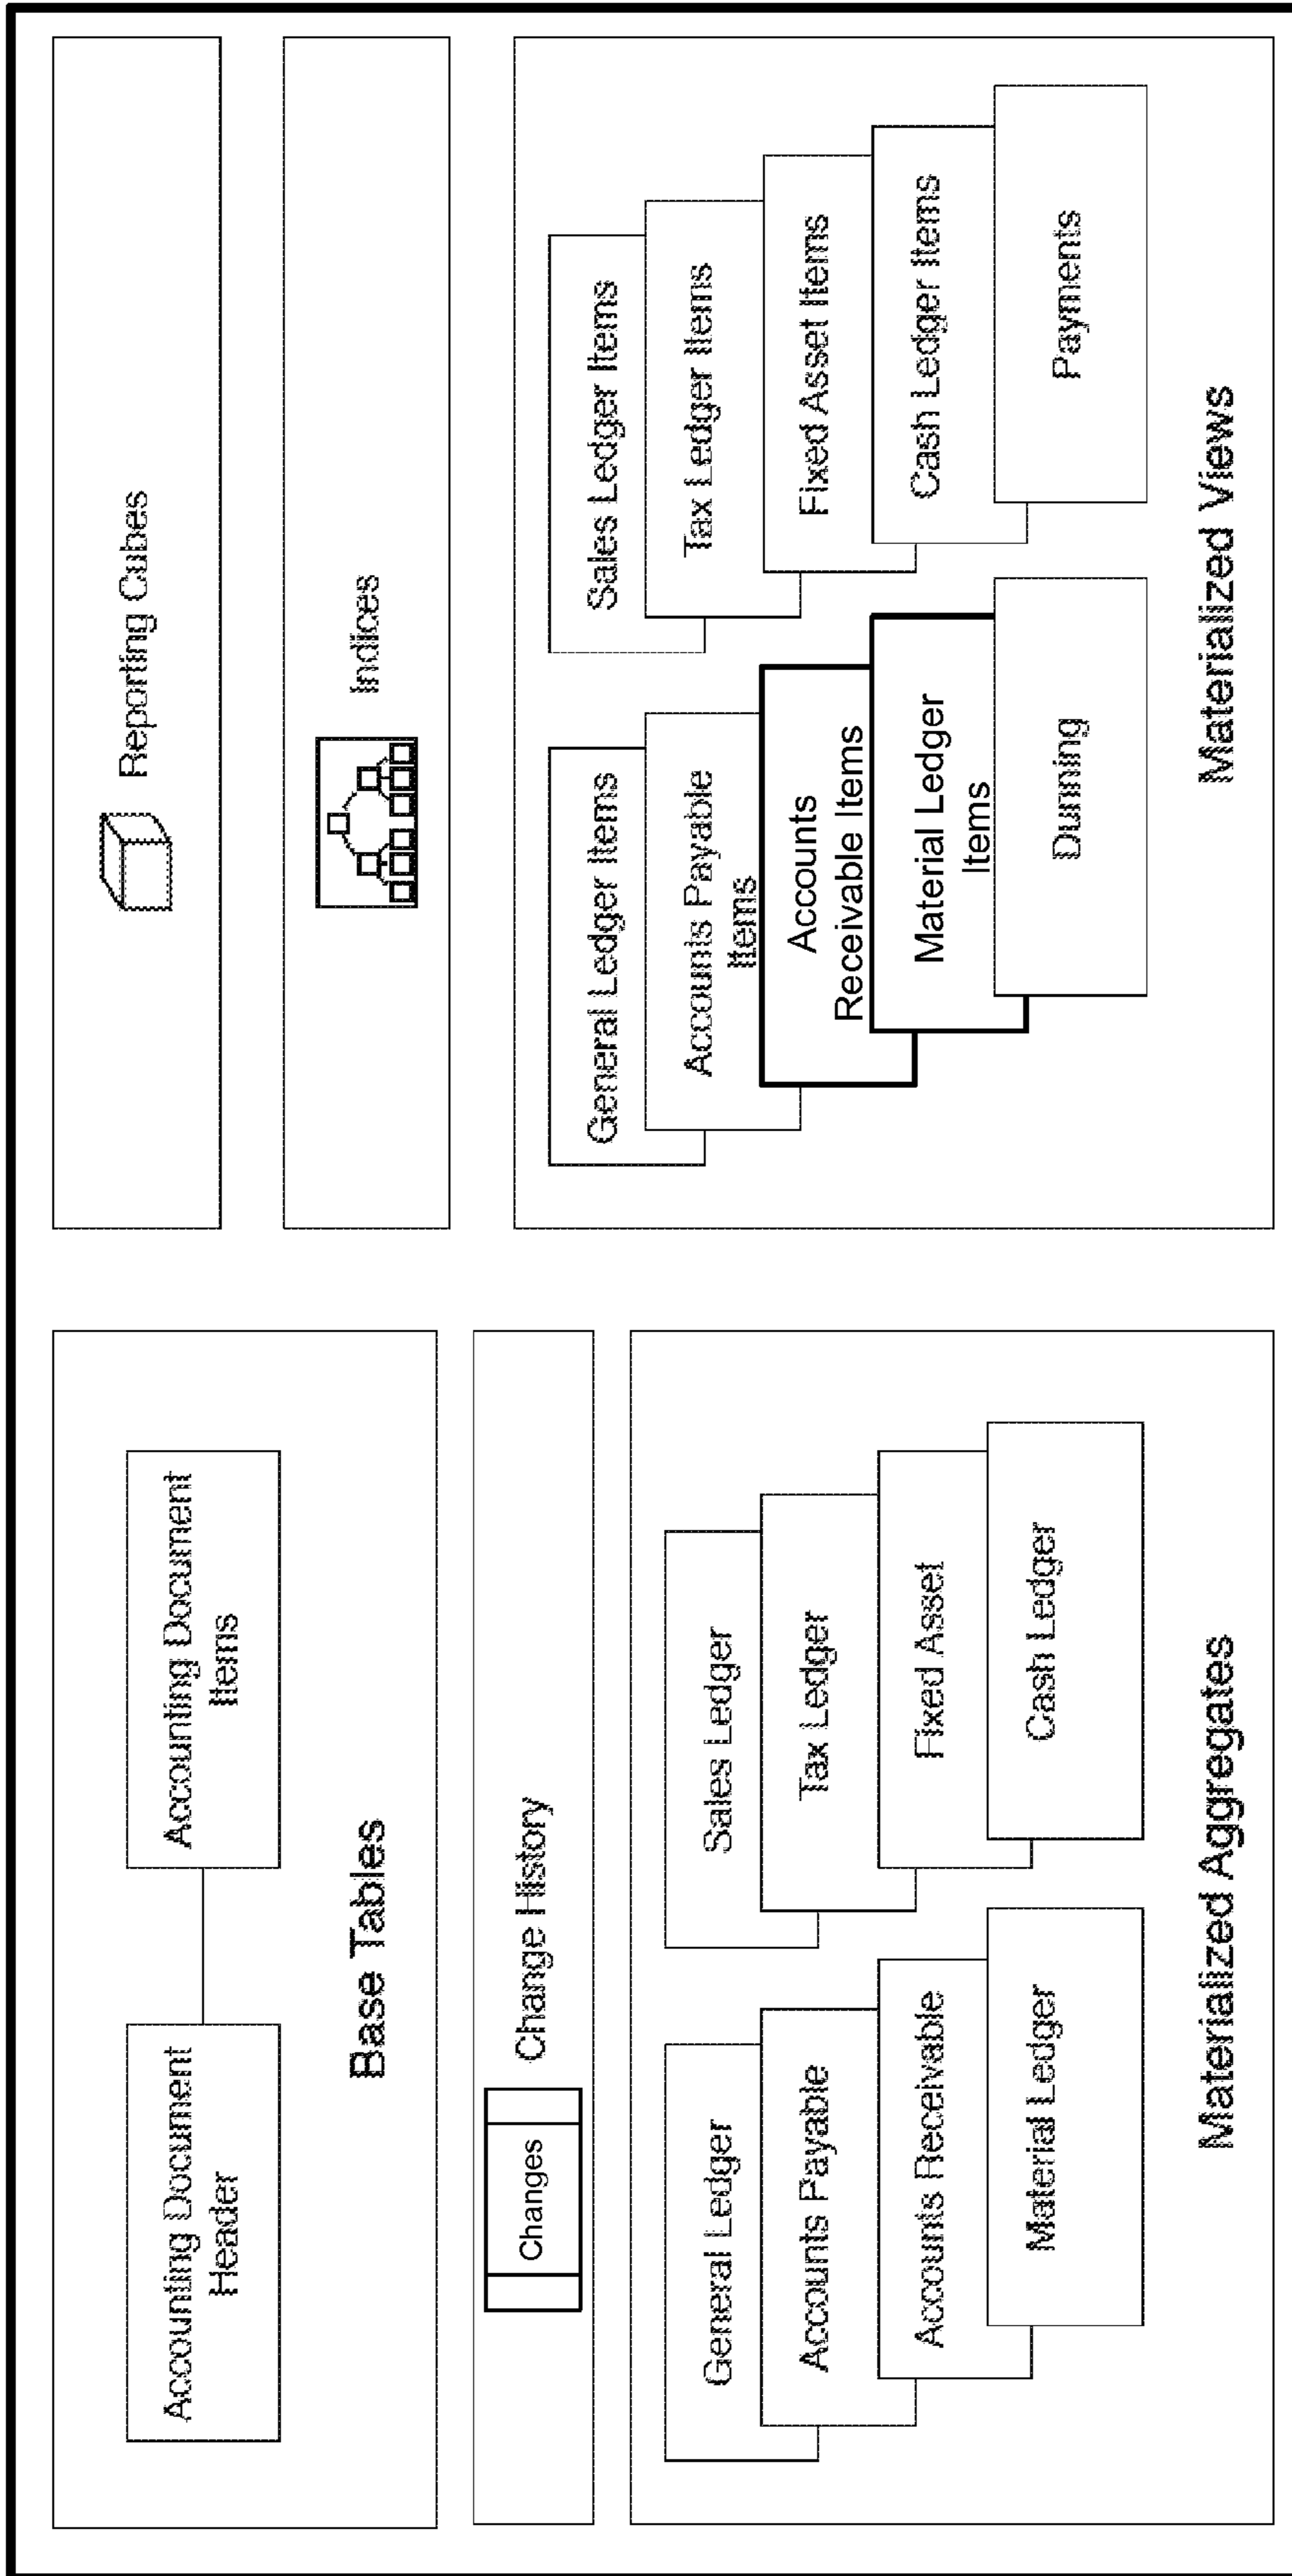 Accounting Document
Header
Accounting Document
Items
Base Tables
Changes
Change History
General Ledger
Accounts Payable
Accounts Receivable
Material Ledger
Sales Ledger
Tax Ledger
Fixed Asset
Cash Ledger
Materialized Aggregates
Reporting Cubes
Indices
General Ledger Items
Accounts Payable
Items
Accounts
Receivable Items
Material Ledger
Items
Dunning
Sales Ledger Items
Tax Ledger Items
Fixed Asset Items
Cash Ledger Items
Payments
Materialized Views